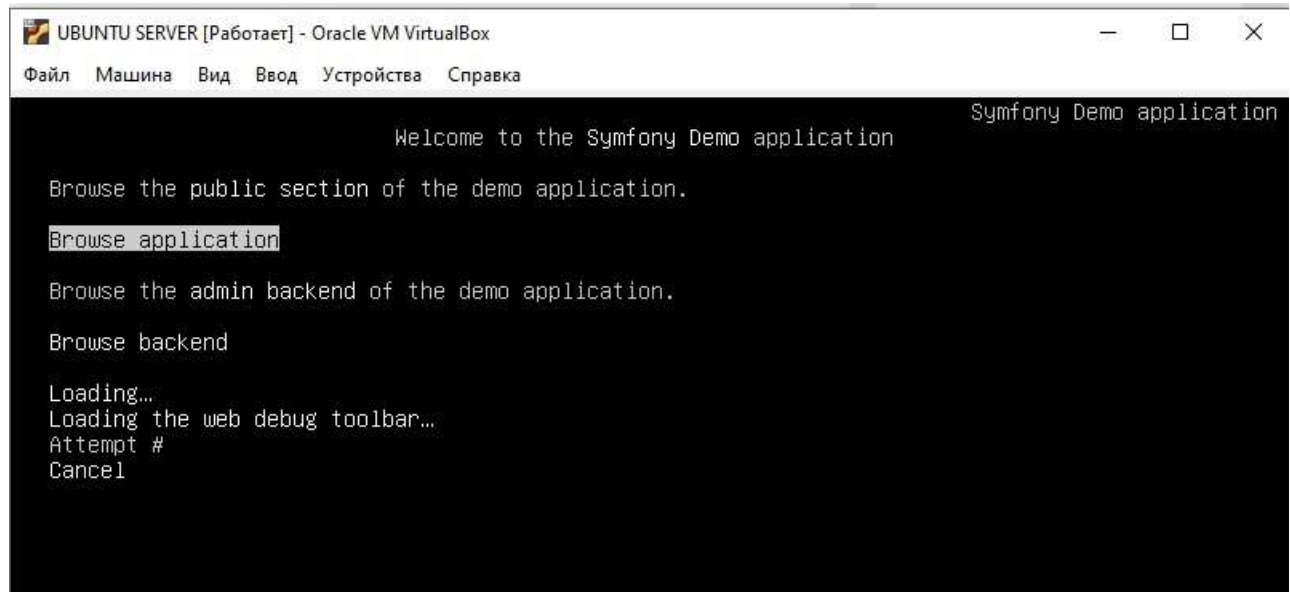 UBUNTU SERVER [Работает] - Oracle VM VirtualBox
Файл Машина Вид Ввод Устройства Справка
Symfony Demo application
Welcome to the Symfony Demo application
Browse the public section of the demo application.
Browse application
Browse the admin backend of the demo application.
Browse backend
Loading…
Loading the web debug toolbar…
Attempt #
Cancel